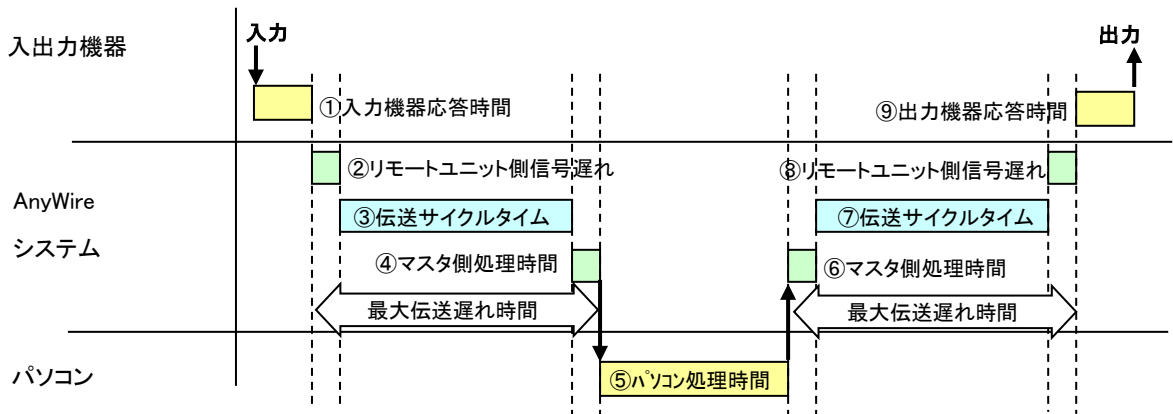 入出力機器
入力
出力
①入力機器応答時間
⑨出力機器応答時間
②リモートユニット側信号遅れ
⑧リモートユニット側信号遅れ
AnyWire
システム
③伝送サイクルタイム
⑦伝送サイクルタイム
④マスタ側処理時間
⑥マスタ側処理時間
最大伝送遅れ時間
最大伝送遅れ時間
パソコン
⑤パソコン処理時間